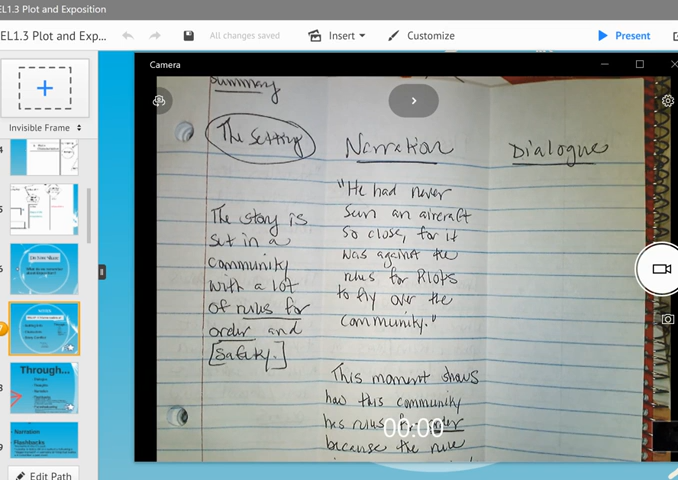 EL1.3 Plot and Exposition
EL1.3 Plot and Exp...
All changes saved
Insert
Customize
Present
Camera
Invisible Frame
NOTES
Through...
Narration
Flashbacks
Edit Path
Summary
The Setting
The story is
set in a
community
with a lot
of rules for
order and
[Safety.]
Narration
"He had never
seen an aircraft
so close, for it
was against the
rules for Pilots
to fly over the
community."
This moment shows
how this community
has rules for order
because the rule
Dialogue
00:00